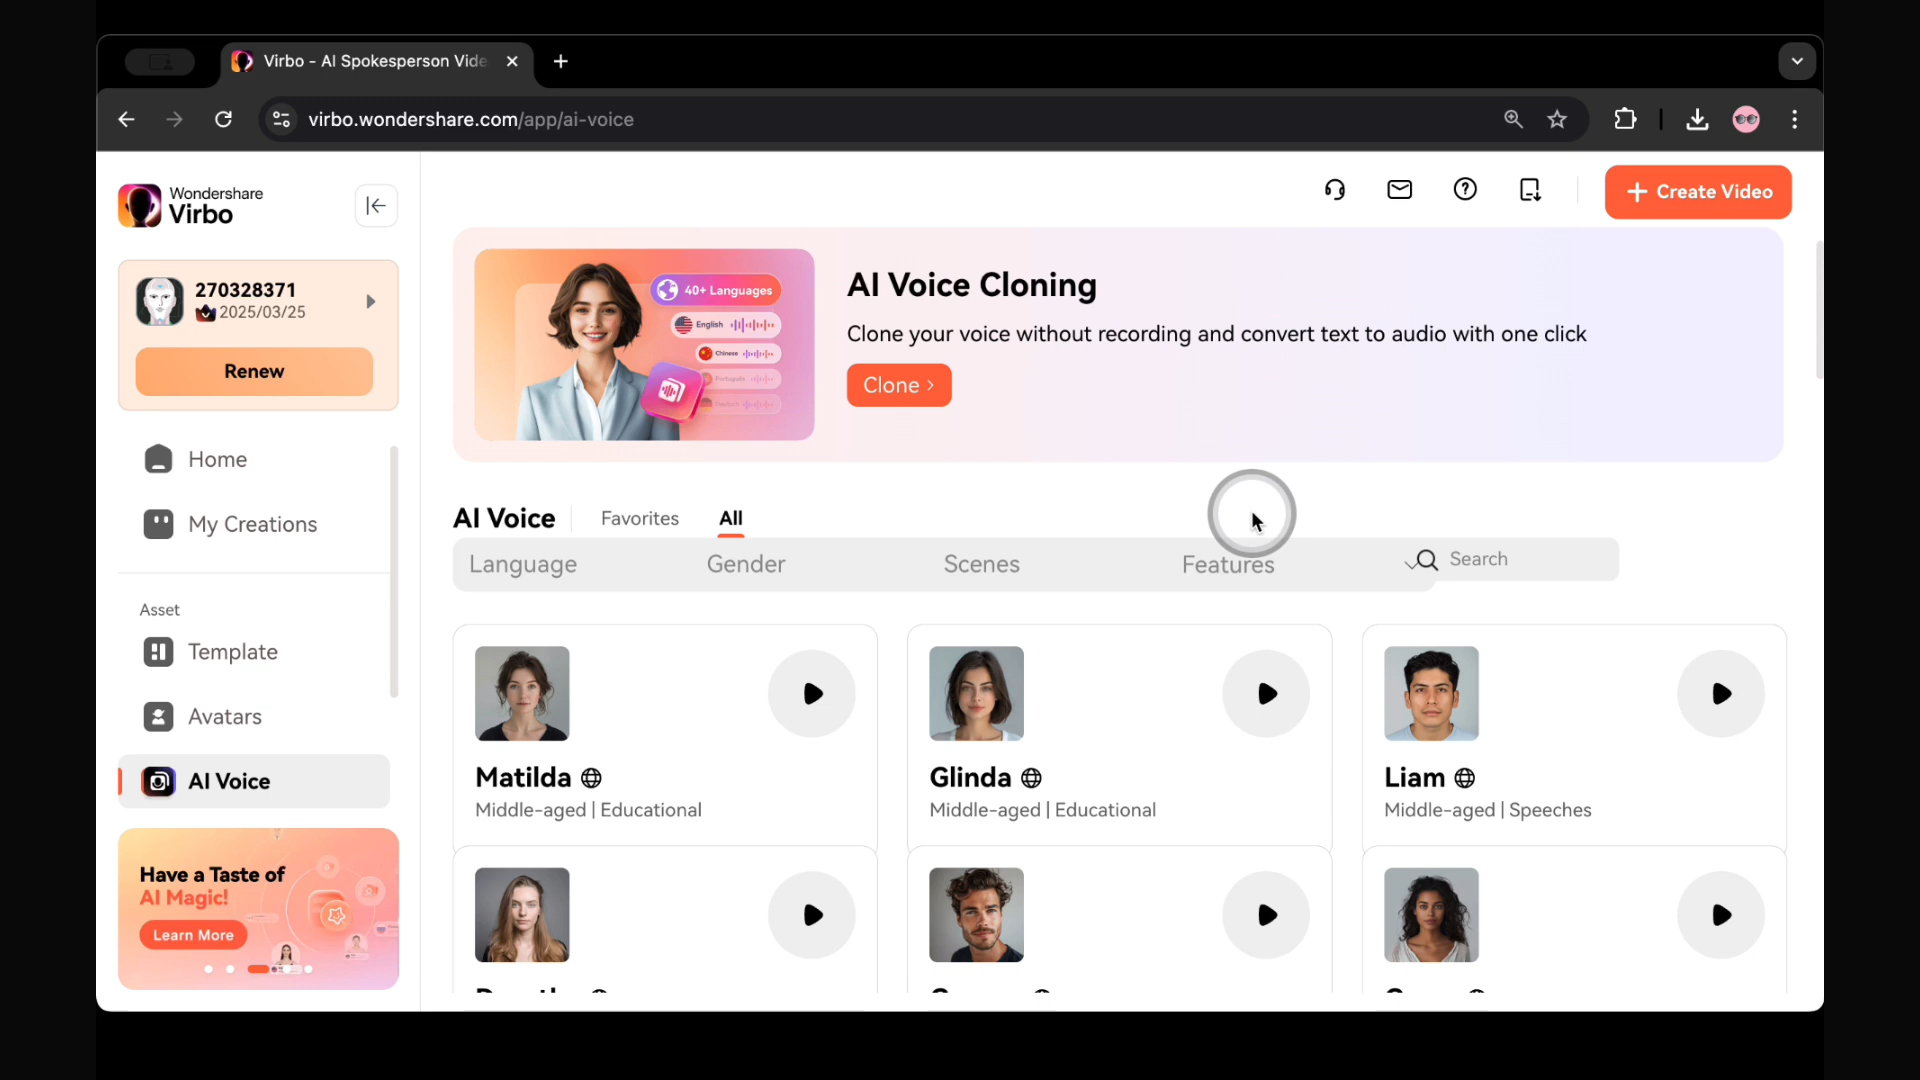 Virbo - AI Spokesperson Vide
virbo.wondershare.com/app/ai-voice
Wondershare
Virbo
270328371
2025/03/25
Renew
Home
My Creations
Asset
Template
Avatars
AI Voice
Have a Taste of
AI Magic!
Learn More
Create Video
40+ Languages
English
Chinese
Português
AI Voice Cloning
Clone your voice without recording and convert text to audio with one click
Clone
AI Voice
Favorites
All
Language
Gender
Scenes
Features
Search
Matilda
Middle-aged | Educational
Glinda
Middle-aged | Educational
Liam
Middle-aged | Speeches